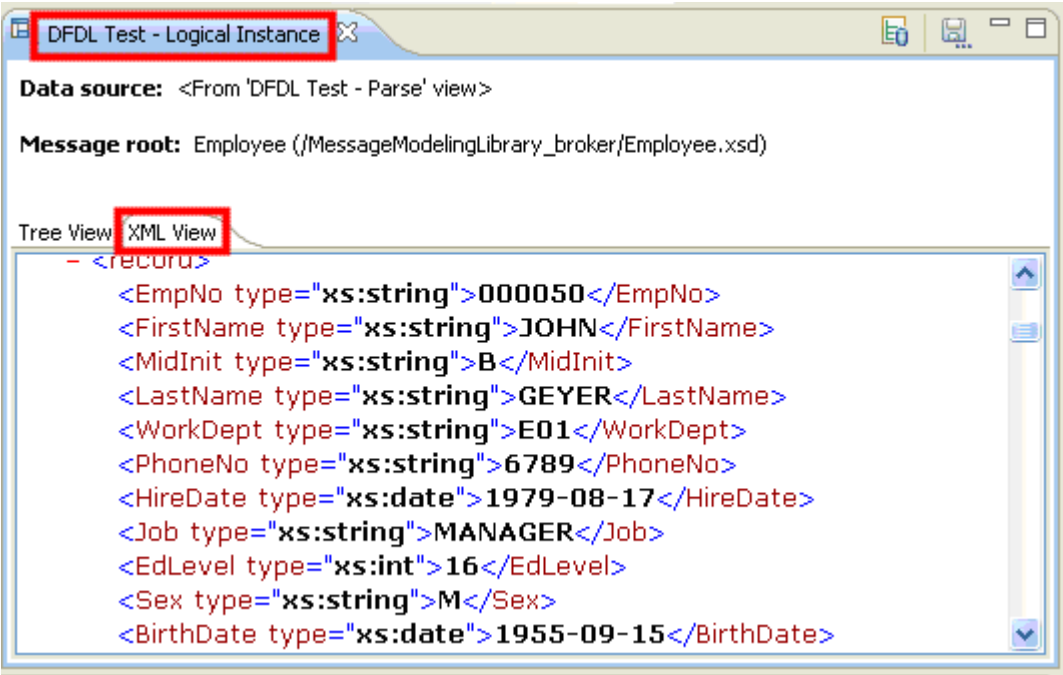 DFDL Test - Logical Instance
Data source: <From 'DFDL Test - Parse' view>
Message root: Employee (/MessageModelingLibrary_broker/Employee.xsd)
Tree View XML View
– <record>
<EmpNo type="xs:string">000050</EmpNo>
<FirstName type="xs:string">JOHN</FirstName>
<MidInit type="xs:string">B</MidInit>
<LastName type="xs:string">GEYER</LastName>
<WorkDept type="xs:string">E01</WorkDept>
<PhoneNo type="xs:string">6789</PhoneNo>
<HireDate type="xs:date">1979-08-17</HireDate>
<Job type="xs:string">MANAGER</Job>
<EdLevel type="xs:int">16</EdLevel>
<Sex type="xs:string">M</Sex>
<BirthDate type="xs:date">1955-09-15</BirthDate>